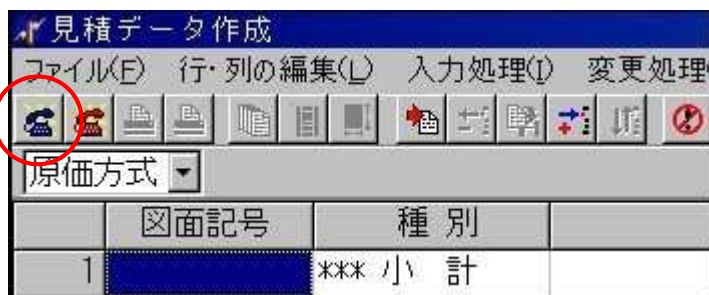 見積データ作成
ファイル(F) 行・列の編集(L) 入力処理(I) 変更処理
原価方式
図面記号 種 別
1 *** 小 計